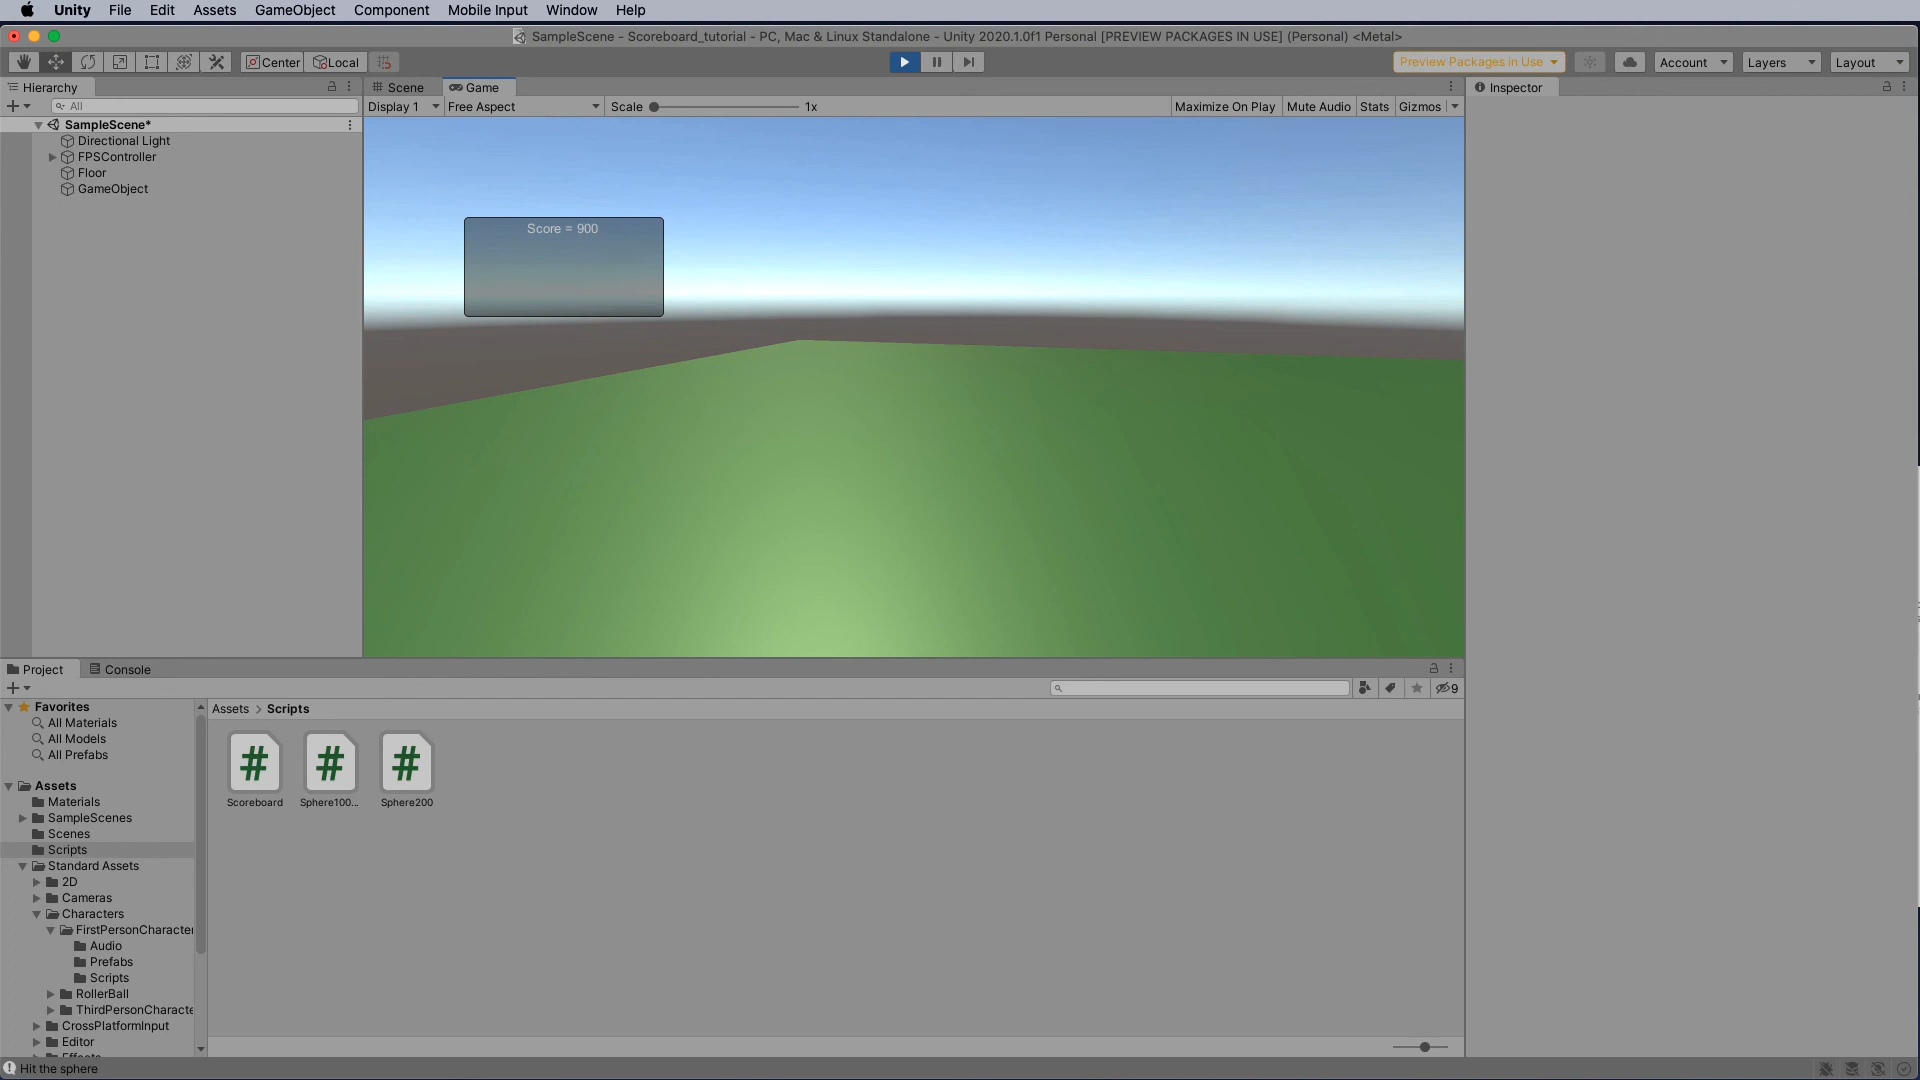 Unity File Edit Assets GameObject Component Mobile Input Window Help
SampleScene - Scoreboard_tutorial - PC, Mac & Linux Standalone - Unity 2020.1.0f1 Personal [PREVIEW PACKAGES IN USE] (Personal) <Metal>
Center Local Preview Packages in Use Account Layers Layout
Hierarchy
All
SampleScene*
Directional Light
FPSController
Floor
GameObject
Scene Game
Display 1 Free Aspect Scale 1x Maximize On Play Mute Audio Stats Gizmos
Score = 900
Inspector
Project Console
9
Favorites
All Materials
All Models
All Prefabs
Assets
Materials
SampleScenes
Scenes
Scripts
Standard Assets
2D
Cameras
Characters
FirstPersonCharacter
Audio
Prefabs
Scripts
RollerBall
ThirdPersonCharacte
CrossPlatformInput
Editor
Assets > Scripts
# # #
Scoreboard Sphere100... Sphere200
Hit the sphere